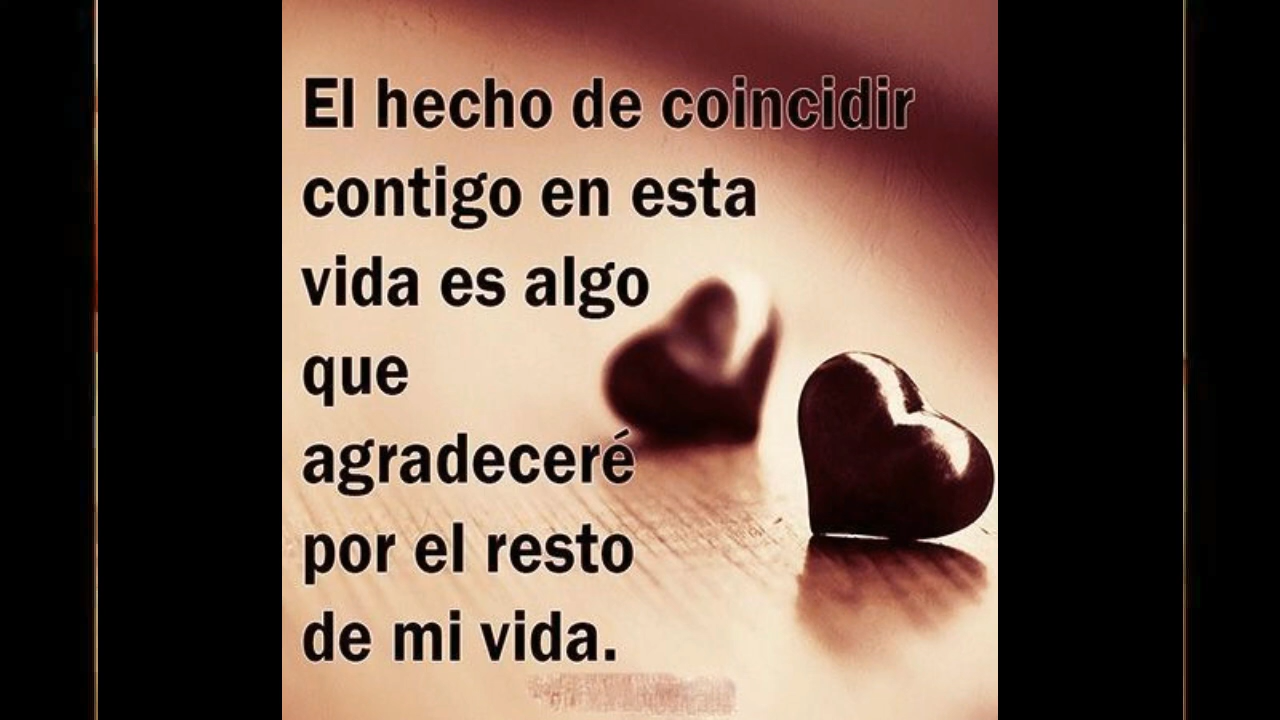 El hecho de coincidir
contigo en esta
vida es algo
que
agradeceré
por el resto
de mi vida.